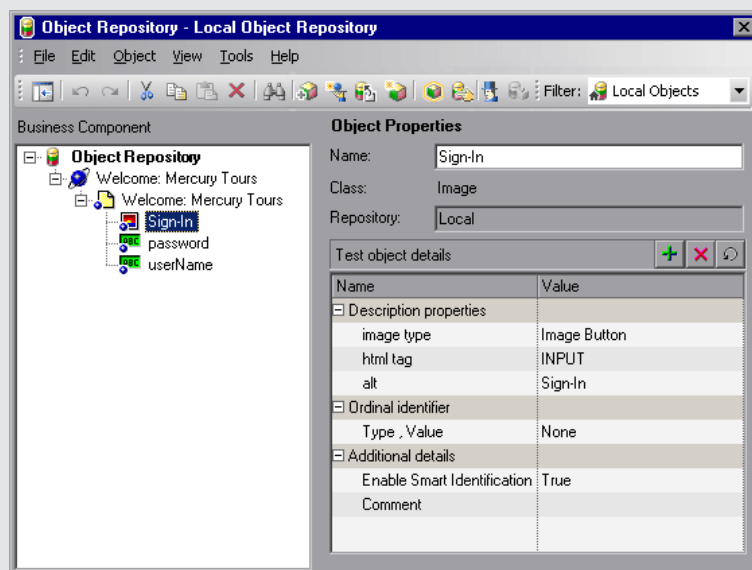 Object Repository - Local Object Repository
File Edit Object View Tools Help
Filter: Local Objects
Business Component
Object Repository
Welcome: Mercury Tours
Welcome: Mercury Tours
Sign-In
password
userName
Object Properties
Name: Sign-In
Class: Image
Repository: Local
Test object details
Name Value
Description properties
image type Image Button
html tag INPUT
alt Sign-In
Ordinal identifier
Type , Value None
Additional details
Enable Smart Identification True
Comment